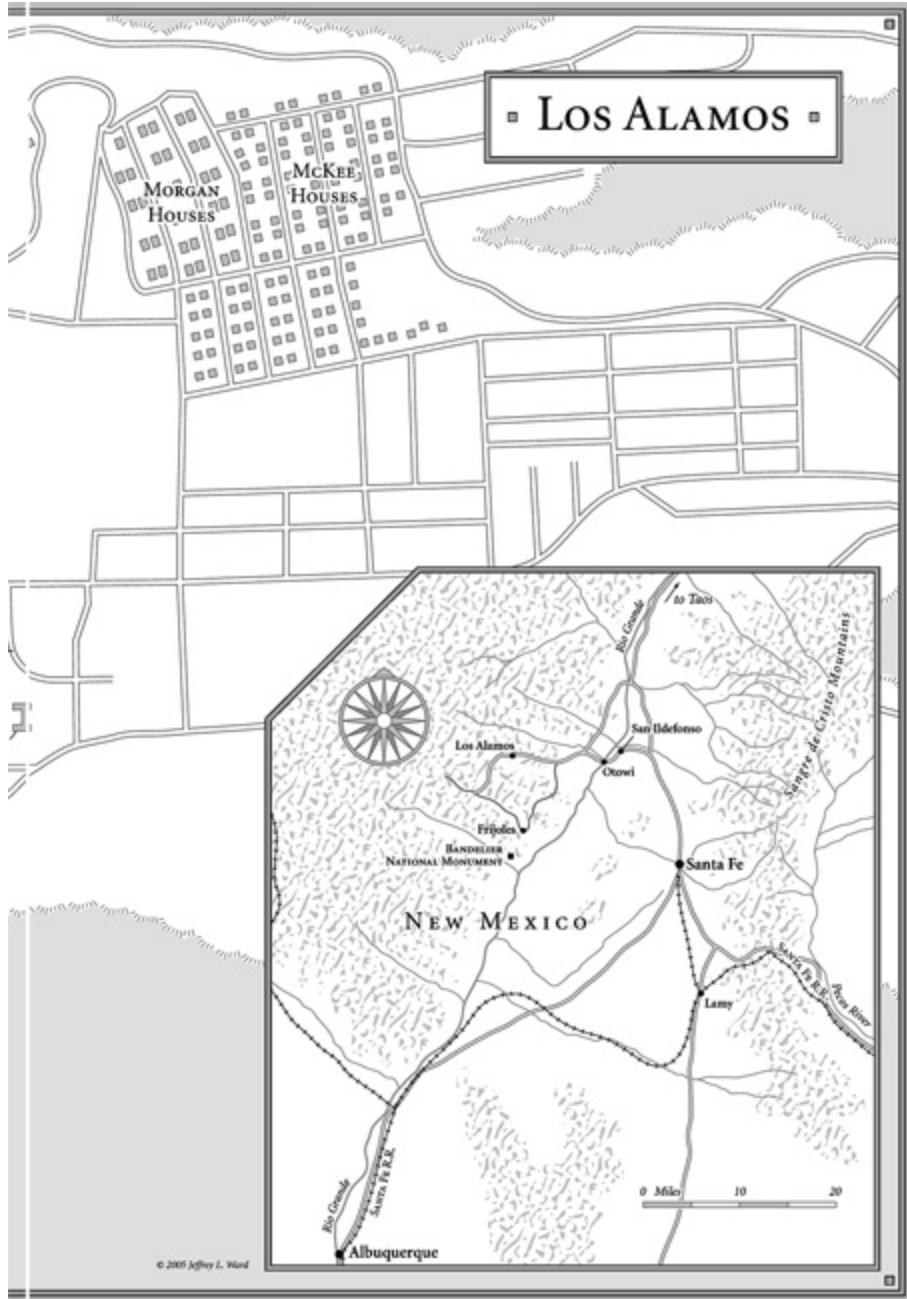 LOS ALAMOS
MORGAN
HOUSES
MCKEE
HOUSES
to Taos
Rio Grande
Sangre de Cristo Mountains
San Ildefonso
Los Alamos
Otowi
Frijoles
BANDELIER
NATIONAL MONUMENT
Santa Fe
NEW MEXICO
SANTA FE R.R.
Pecos River
Lamy
0 Miles 10 20
Rio Grande
SANTA FE R.R.
Albuquerque
© 2005 Jeffrey L. Ward